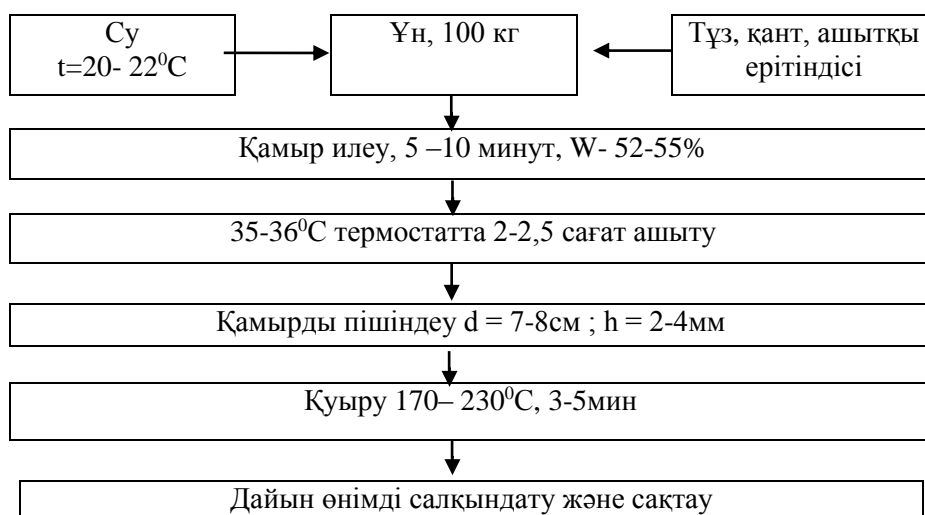 Су
t=20- 22⁰C
Ұн, 100 кг
Тұз, қант, ашытқы
ерітіндісі
Қамыр илеу, 5 –10 минут, W- 52-55%
35-36⁰C термостатта 2-2,5 сағат ашыту
Қамырды пішіндеу d = 7-8см ; h = 2-4мм
Қуыру 170– 230⁰C, 3-5мин
Дайын өнімді салқындату және сақтау